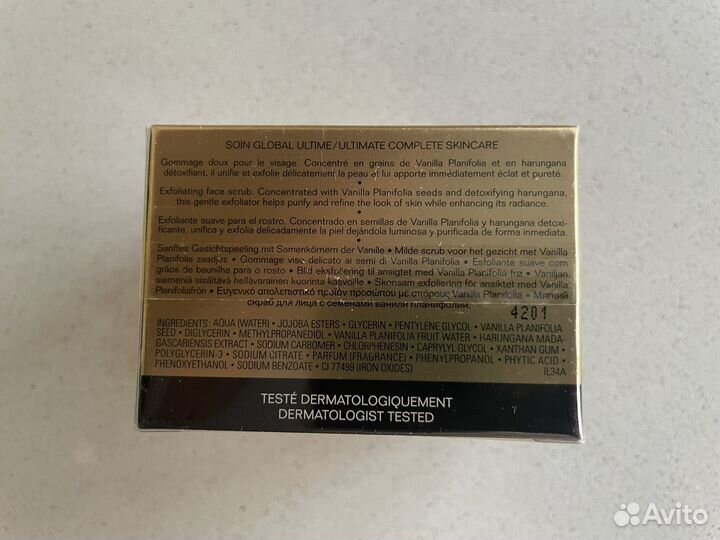 SOIN GLOBAL ULTIME/ULTIMATE COMPLETE SKINCARE
Gommage doux pour le visage. Concentré en grains de Vanilla Planifolia et en harungana
détoxifiant, il unifie et exfolie délicatement la peau et lui apporte immédiatement éclat et pureté.
•
Exfoliating face scrub. Concentrated with Vanilla Planifolia seeds and detoxifying harungana,
this gentle exfoliator helps purify and refine the look of skin while enhancing its radiance.
•
Exfoliante suave para el rostro. Concentrado en semillas de Vanilla Planifolia y harungana detoxi-
ficante, unifica y exfolia delicadamente la piel dejándola luminosa y purificada de forma inmediata.
•
Sanftes Gesichtspeeling mit Samenkörnern der Vanille • Milde scrub voor het gezicht met Vanilla
Planifolia zaadjes • Gommage viso delicato ai semi di Vanilla Planifolia • Esfoliante suave com
grãos de baunilha para o rosto • Blid eksfoliering til ansigtet med Vanilla Planifolia frø • Vaniljan
siemeniä sisältävä hellävarainen kuorinta kasvoille • Skonsam exfoliering för ansiktet med Vanilla
Planifoliafrön • Ευγενικό απολεπιστικό προϊόν προσώπου με σπόρους Vanilla Planifolia • Мягкий
скраб для лица с семенами ванили планифолии.
4201
INGREDIENTS: AQUA (WATER) • JOJOBA ESTERS • GLYCERIN • PENTYLENE GLYCOL • VANILLA PLANIFOLIA
SEED • DIGLYCERIN • METHYLPROPANEDIOL • VANILLA PLANIFOLIA FRUIT WATER • HARUNGANA MADA-
GASCARIENSIS EXTRACT • SODIUM CARBOMER • CHLORPHENESIN • CAPRYLYL GLYCOL • XANTHAN GUM •
POLYGLYCERIN-3 • SODIUM CITRATE • PARFUM (FRAGRANCE) • PHENYLPROPANOL • PHYTIC ACID •
PHENOXYETHANOL • SODIUM BENZOATE • CI 77499 (IRON OXIDES)
IL34A
TESTÉ DERMATOLOGIQUEMENT
DERMATOLOGIST TESTED
Avito